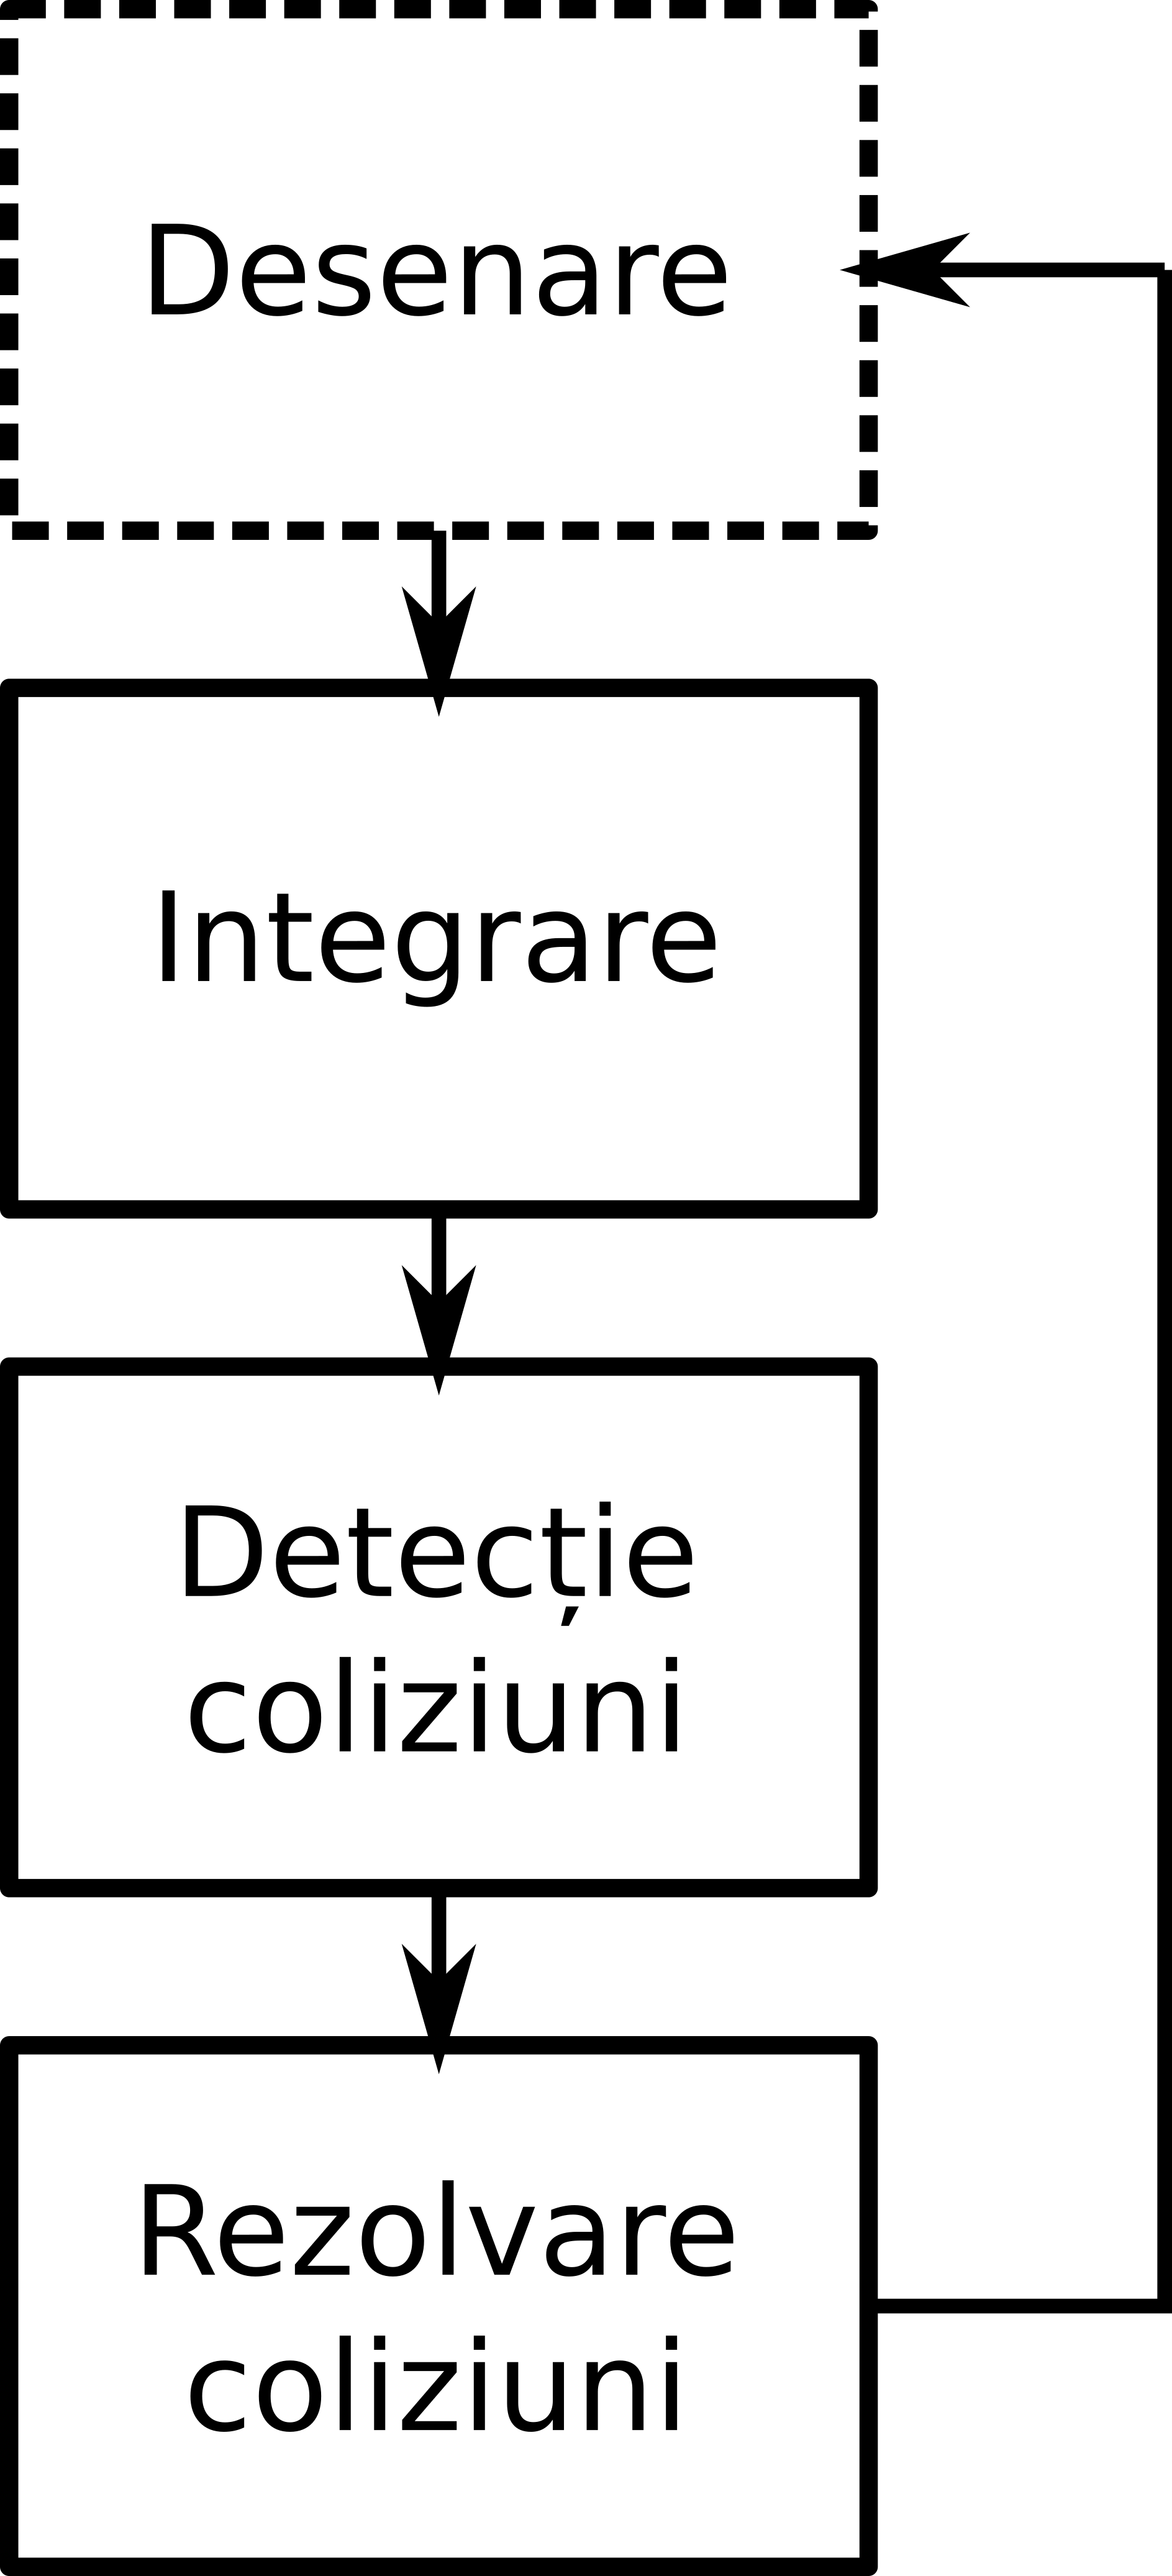 Desenare
Integrare
Detecție
coliziuni
Rezolvare
coliziuni